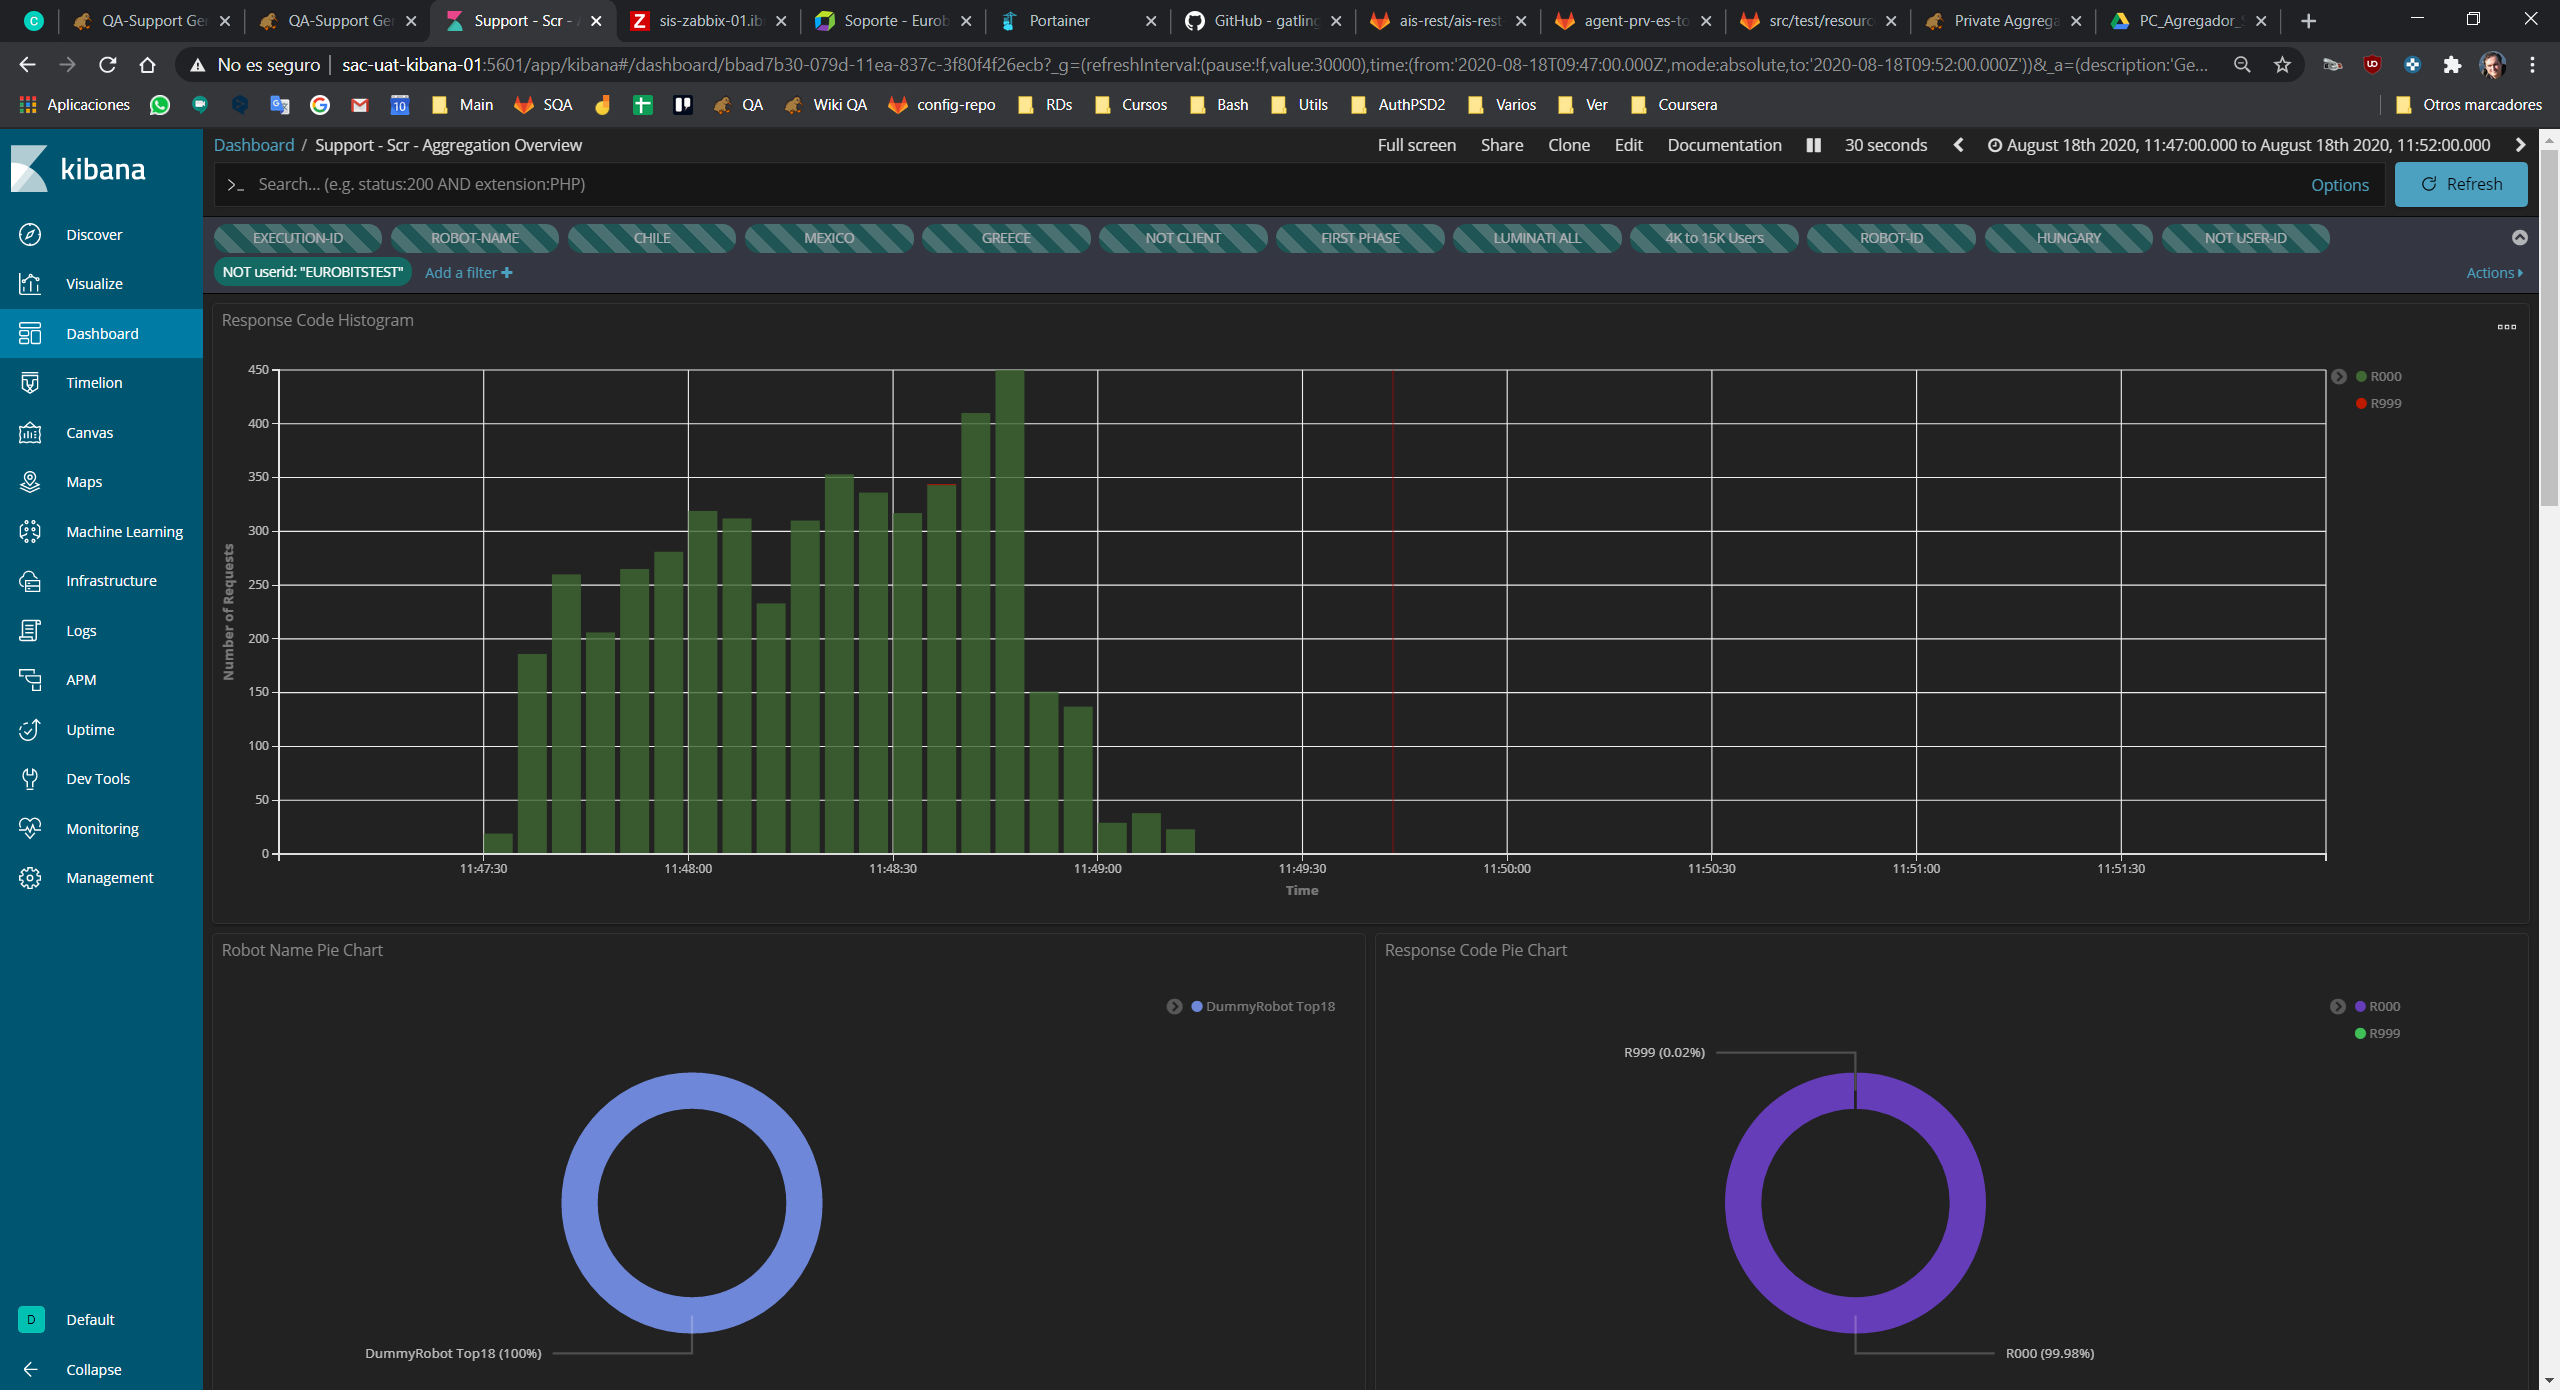 QA-Support Ge
QA-Support Ge
Support - Scr -
sis-zabbix-01.ib
Soporte - Eurob
Portainer
GitHub - gatling
ais-rest/ais-rest
agent-prv-es-to
src/test/resourc
Private Aggrega
PC_Agregador_
No es seguro | sac-uat-kibana-01:5601/app/kibana#/dashboard/bbad7b30-079d-11ea-837c-3f80f4f26ecb?_g=(refreshInterval:(pause:!f,value:30000),time:(from:'2020-08-18T09:47:00.000Z',mode:absolute,to:'2020-08-18T09:52:00.000Z'))&_a=(description:'Ge...
Aplicaciones 10 Main SQA QA Wiki QA config-repo RDs Cursos Bash Utils AuthPSD2 Varios Ver Coursera Otros marcadores
kibana
Discover
Visualize
Dashboard
Timelion
Canvas
Maps
Machine Learning
Infrastructure
Logs
APM
Uptime
Dev Tools
Monitoring
Management
D Default
Collapse
Dashboard / Support - Scr - Aggregation Overview
Full screen Share Clone Edit Documentation 30 seconds August 18th 2020, 11:47:00.000 to August 18th 2020, 11:52:00.000
>_ Search... (e.g. status:200 AND extension:PHP) Options Refresh
EXECUTION-ID ROBOT-NAME CHILE MEXICO GREECE NOT CLIENT FIRST PHASE LUMINATI ALL 4K to 15K Users ROBOT-ID HUNGARY NOT USER-ID
NOT userid: "EUROBITSTEST" Add a filter + Actions
Response Code Histogram
450
400
350
300
250
200
150
100
50
0
Number of Requests
11:47:30 11:48:00 11:48:30 11:49:00 11:49:30 11:50:00 11:50:30 11:51:00 11:51:30
Time
R000
R999
Robot Name Pie Chart
DummyRobot Top18
DummyRobot Top18 (100%)
Response Code Pie Chart
R000
R999
R999 (0.02%)
R000 (99.98%)